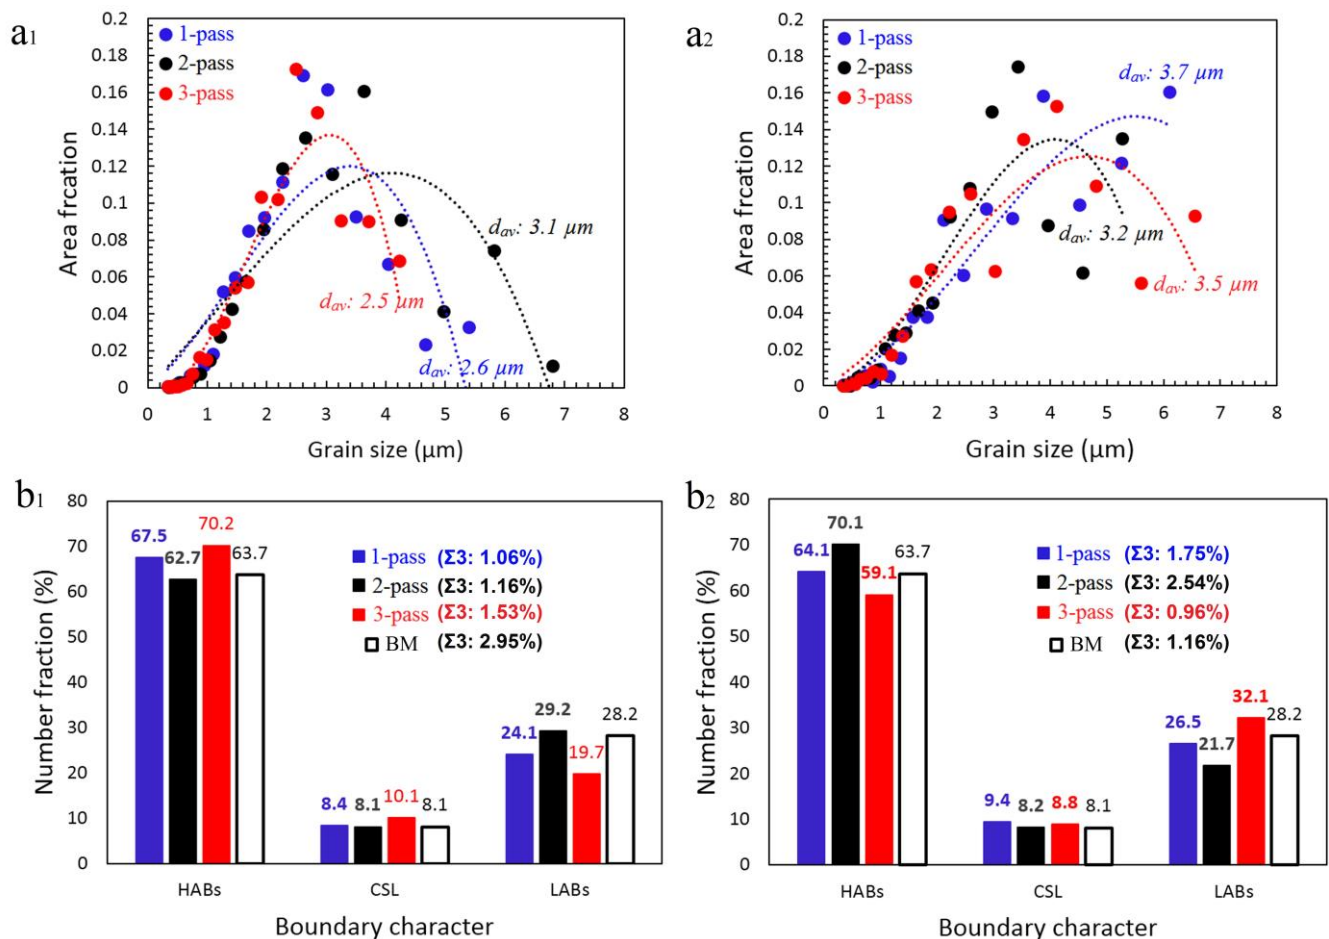 a1
0.2
0.18
0.16
0.14
0.12
0.1
0.08
0.06
0.04
0.02
0
Area frcation
1-pass
2-pass
3-pass
dav: 3.1 µm
dav: 2.5 µm
dav: 2.6 µm
0 1 2 3 4 5 6 7 8
Grain size (µm)
a2
0.2
0.18
0.16
0.14
0.12
0.1
0.08
0.06
0.04
0.02
0
Area frcation
1-pass
2-pass
3-pass
dav: 3.7 µm
dav: 3.2 µm
dav: 3.5 µm
0 1 2 3 4 5 6 7 8
Grain size (µm)
b1
80
70
60
50
40
30
20
10
0
Number fraction (%)
67.5 62.7 70.2 63.7
8.4 8.1 10.1 8.1
24.1 29.2 19.7 28.2
1-pass (Σ3: 1.06%)
2-pass (Σ3: 1.16%)
3-pass (Σ3: 1.53%)
BM (Σ3: 2.95%)
HABs CSL LABs
Boundary character
b2
80
70
60
50
40
30
20
10
0
Number fraction (%)
64.1 70.1 59.1 63.7
9.4 8.2 8.8 8.1
26.5 21.7 32.1 28.2
1-pass (Σ3: 1.75%)
2-pass (Σ3: 2.54%)
3-pass (Σ3: 0.96%)
BM (Σ3: 1.16%)
HABs CSL LABs
Boundary character